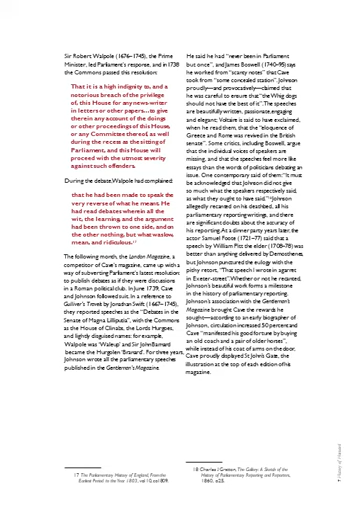 Sir Robert Walpole (1676–1745), the Prime
Minister, led Parliament's response, and in 1738
the Commons passed this resolution:
That it is a high indignity to, and a
notorious breach of the privilege
of, this House for any news-writer
in letters or other papers…to give
therein any account of the doings
or other proceedings of this House,
or any Committee thereof, as well
during the recess as the sitting of
Parliament, and this House will
proceed with the utmost severity
against such offenders.
During the debate, Walpole had complained:
that he had been made to speak the
very reverse of what he meant. He
had read debates wherein all the
wit, the learning, and the argument
had been thrown to one side, and on
the other nothing, but what was low,
mean, and ridiculous.17
The following month, the London Magazine, a
competitor of Cave's magazine, came up with a
way of subverting Parliament's latest resolution:
to publish debates as if they were discussions
in a Roman political club. In June 1739, Cave
and Johnson followed suit. In a reference to
Gulliver's Travels by Jonathan Swift (1667–1745),
they reported speeches as the "Debates in the
Senate of Magna Lilliputia", with the Commons
as the House of Clinabs, the Lords Hurgoes,
and lightly disguised names: for example,
Walpole was 'Waleup' and Sir John Barnard
became the Hurgolen 'Branard'. For three years,
Johnson wrote all the parliamentary speeches
published in the Gentlemen's Magazine.
17 The Parliamentary History of England, From the
Earliest Period to the Year 1803, vol.10, col.809.
He said he had "never been in Parliament
but once", and James Boswell (1740–95) says
he worked from "scanty notes" that Cave
took from "some concealed station". Johnson
proudly—and provocatively—claimed that
he was careful to ensure that "the Whig dogs
should not have the best of it". The speeches
are beautifully written, passionate, engaging
and elegant; Voltaire is said to have exclaimed,
when he read them, that the "eloquence of
Greece and Rome was revived in the British
senate". Some critics, including Boswell, argue
that the individual voices of speakers are
missing, and that the speeches feel more like
essays than the words of politicians debating an
issue. One contemporary said of them: "It must
be acknowledged that Johnson did not give
so much what the speakers respectively said,
as what they ought to have said."18 Johnson
allegedly recanted on his deathbed, all his
parliamentary reporting writings, and there
are significant doubts about the accuracy of
his reporting. At a dinner party years later, the
actor Samuel Foote (1721–77) said that a
speech by William Pitt the elder (1708–78) was
better than anything delivered by Demosthenes,
but Johnson punctured the eulogy with the
pithy retort, "That speech I wrote in a garret
in Exeter-street". Whether or not he recanted,
Johnson's beautiful work forms a milestone
in the history of parliamentary reporting.
Johnson's association with the Gentlemen's
Magazine brought Cave the rewards he
sought—according to an early biographer of
Johnson, circulation increased 50 per cent and
Cave "manifested his good fortune by buying
an old coach and a pair of older horses",
while instead of his coat of arms on the door,
Cave proudly displayed St John's Gate, the
illustration at the top of each edition of his
magazine.
18 Charles J Gratton, The Gallery: A Sketch of the
History of Parliamentary Reporting and Reporters,
1860, p25.
7 History of Hansard